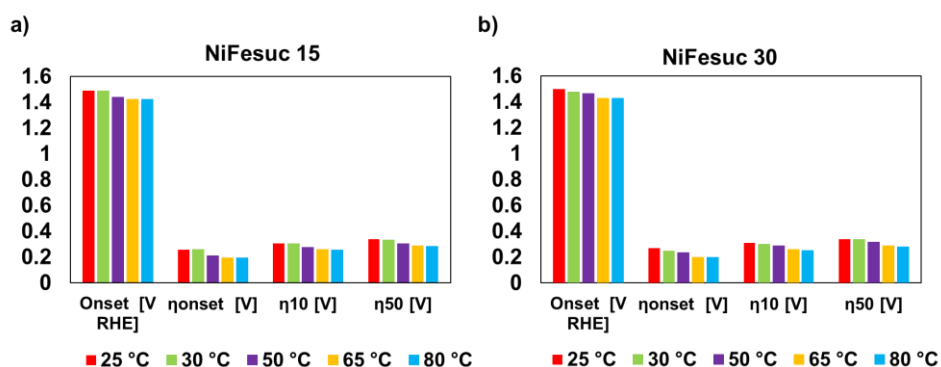 a)
NiFesuc 15
1.6
1.4
1.2
1
0.8
0.6
0.4
0.2
0
Onset [V
RHE]
ηonset [V]
η10 [V]
η50 [V]
25 °C
30 °C
50 °C
65 °C
80 °C
b)
NiFesuc 30
1.6
1.4
1.2
1
0.8
0.6
0.4
0.2
0
Onset [V
RHE]
ηonset [V]
η10 [V]
η50 [V]
25 °C
30 °C
50 °C
65 °C
80 °C